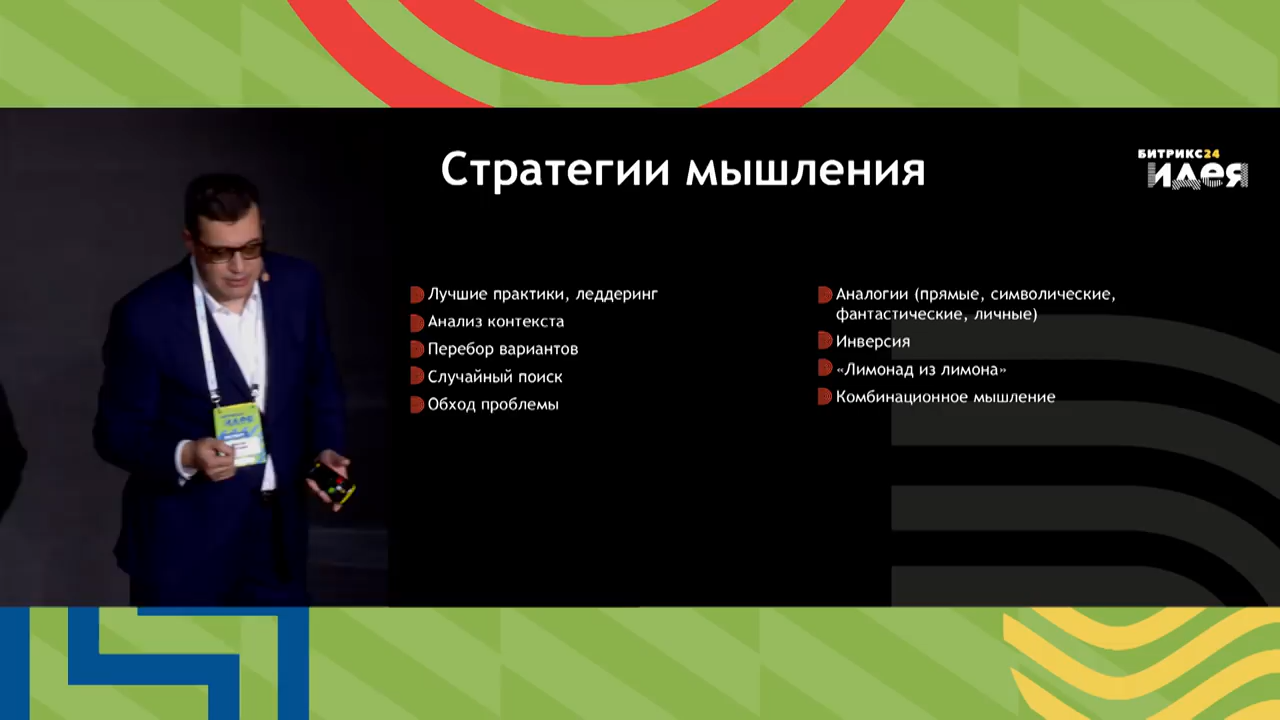 Стратегии мышления
БИТРИКС24
идея
Лучшие практики, леддеринг
Анализ контекста
Перебор вариантов
Случайный поиск
Обход проблемы
Аналогии (прямые, символические,
фантастические, личные)
Инверсия
«Лимонад из лимона»
Комбинационное мышление